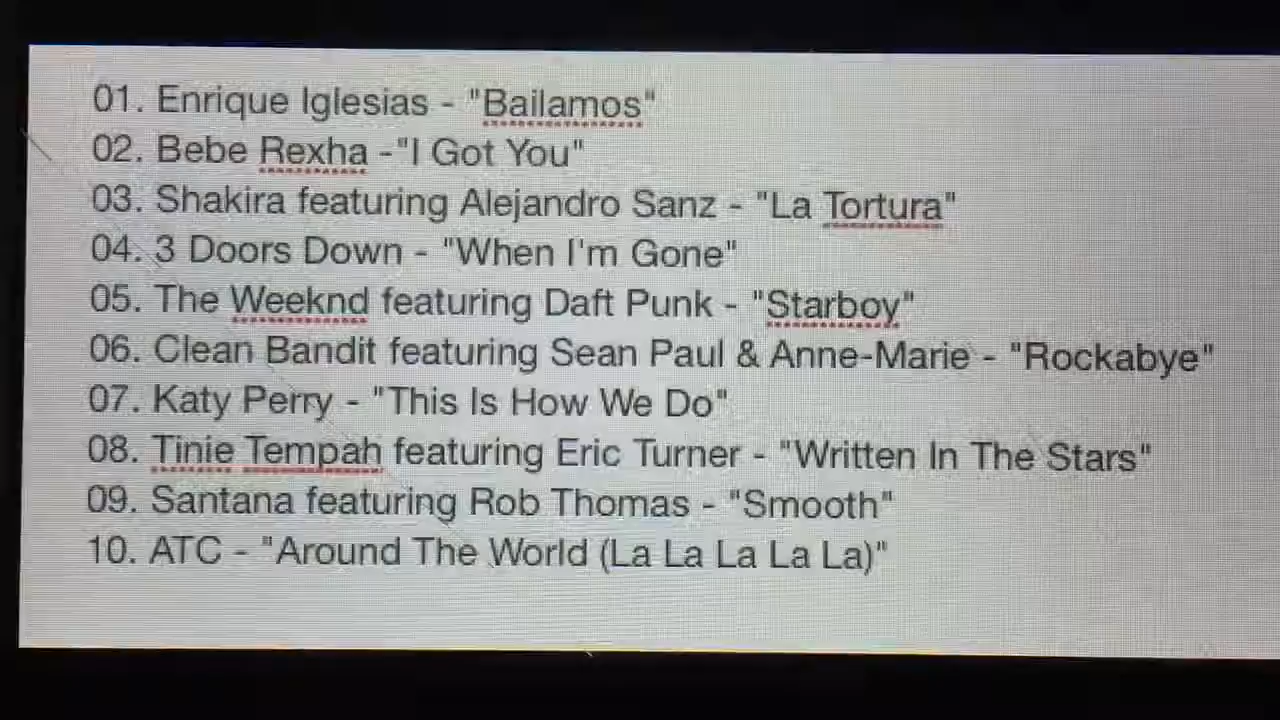 01. Enrique Iglesias - "Bailamos"
02. Bebe Rexha -"I Got You"
03. Shakira featuring Alejandro Sanz - "La Tortura"
04. 3 Doors Down - "When I'm Gone"
05. The Weeknd featuring Daft Punk - "Starboy"
06. Clean Bandit featuring Sean Paul & Anne-Marie - "Rockabye"
07. Katy Perry - "This Is How We Do"
08. Tinie Tempah featuring Eric Turner - "Written In The Stars"
09. Santana featuring Rob Thomas - "Smooth"
10. ATC - "Around The World (La La La La La)"